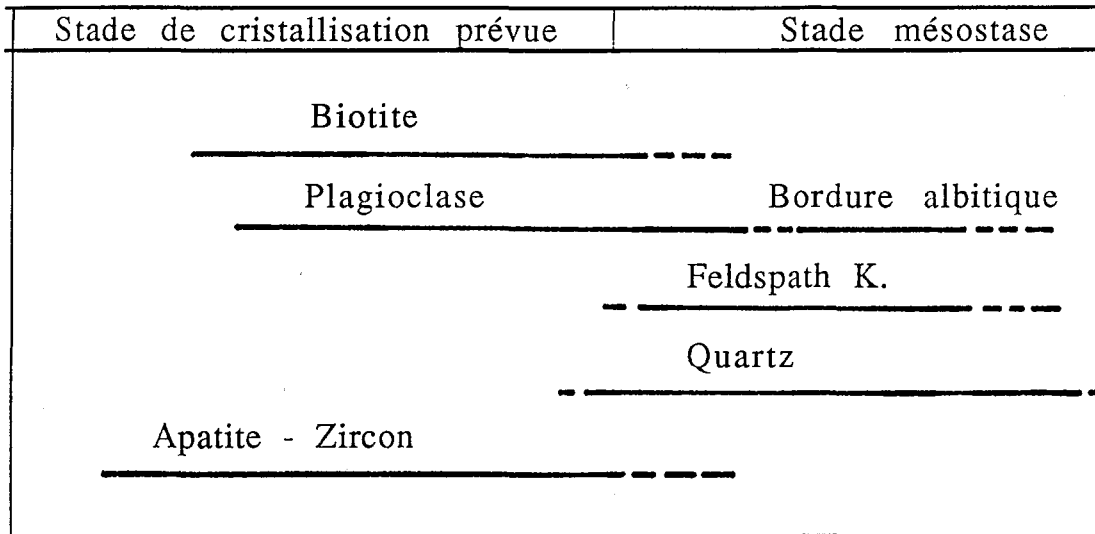 Stade de cristallisation prévue Stade mésostase
Biotite
Plagioclase Bordure albitique
Feldspath K.
Quartz
Apatite - Zircon